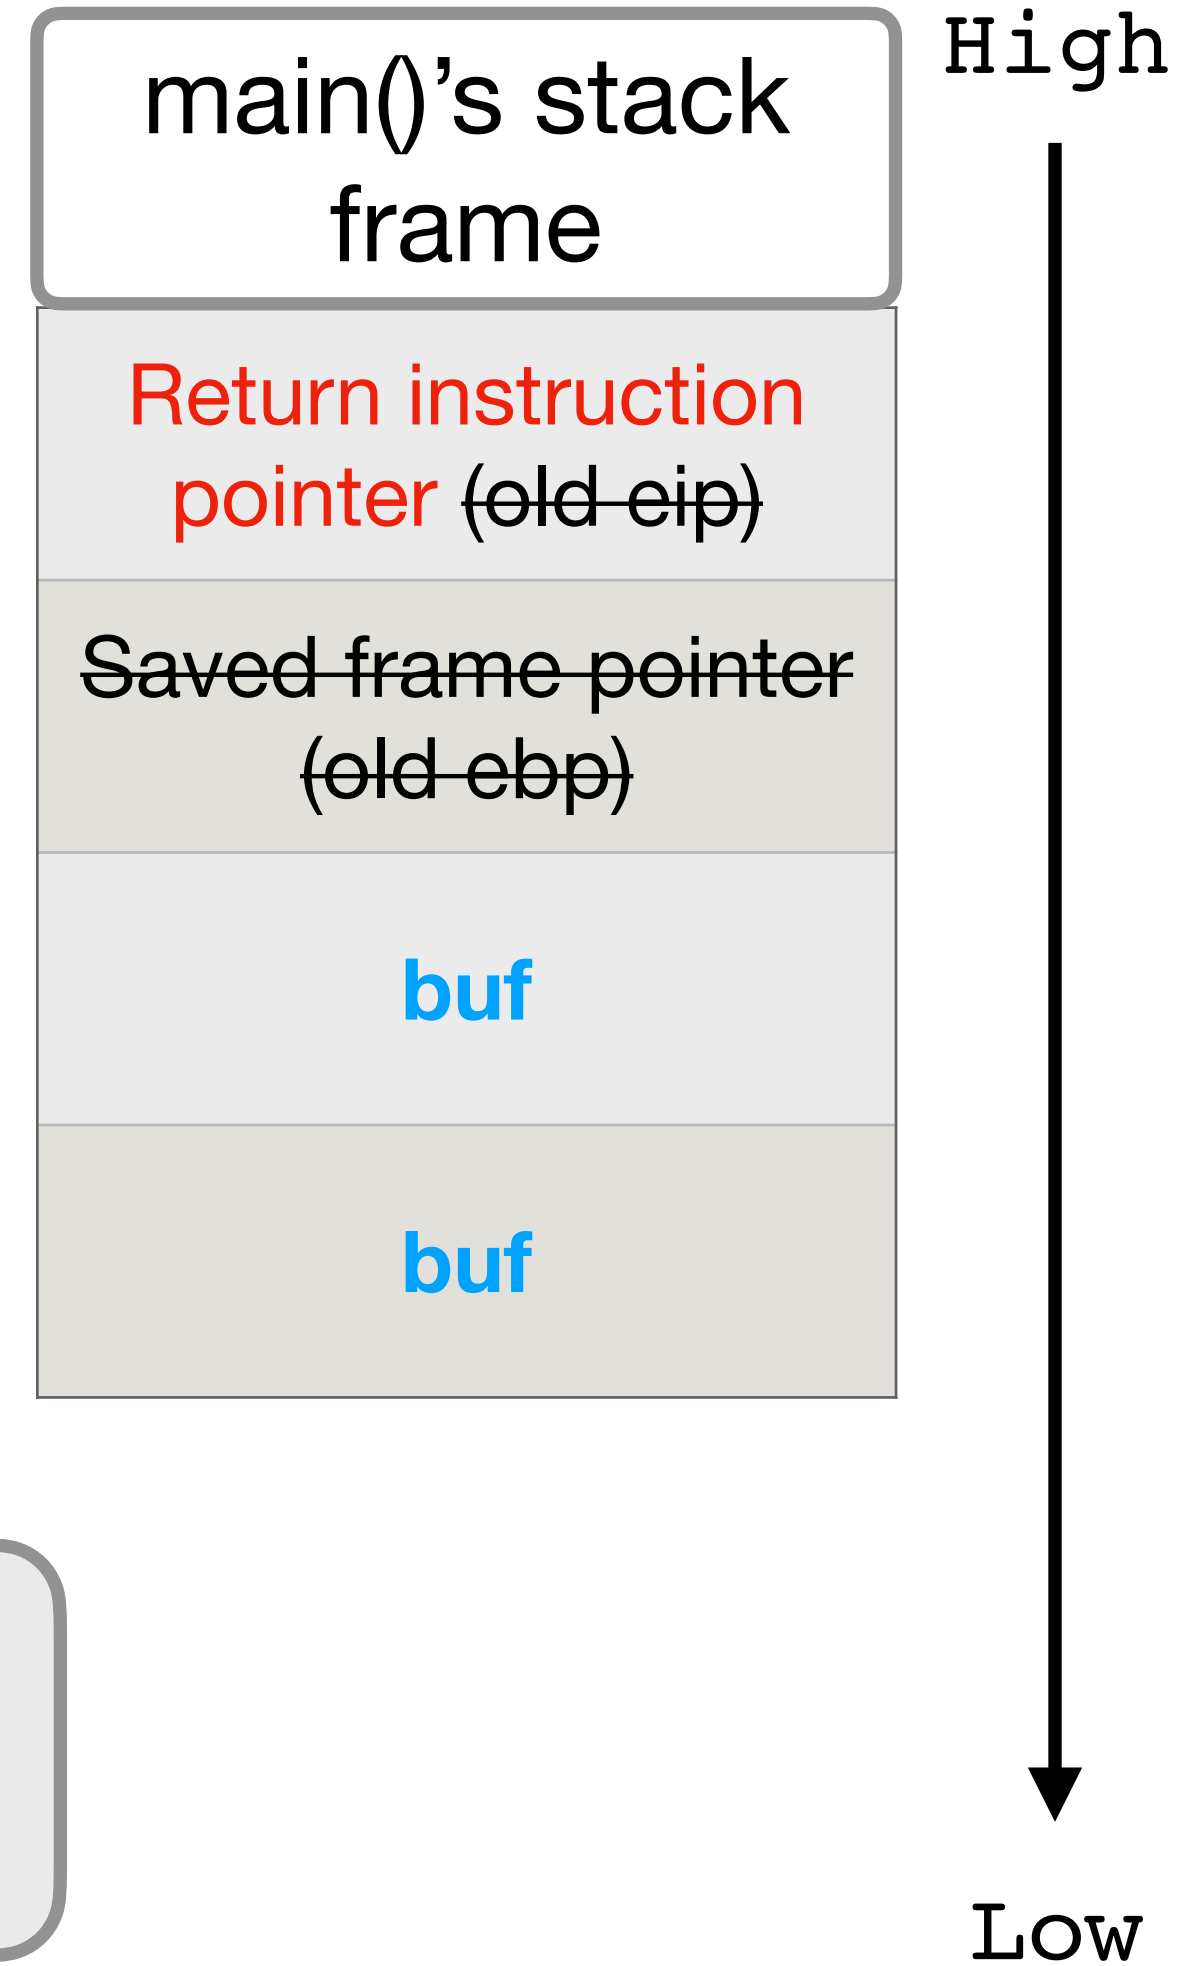 main()’s stack
frame
High
Return instruction
pointer (old eip)
Saved frame pointer
(old ebp)
buf
buf
Low